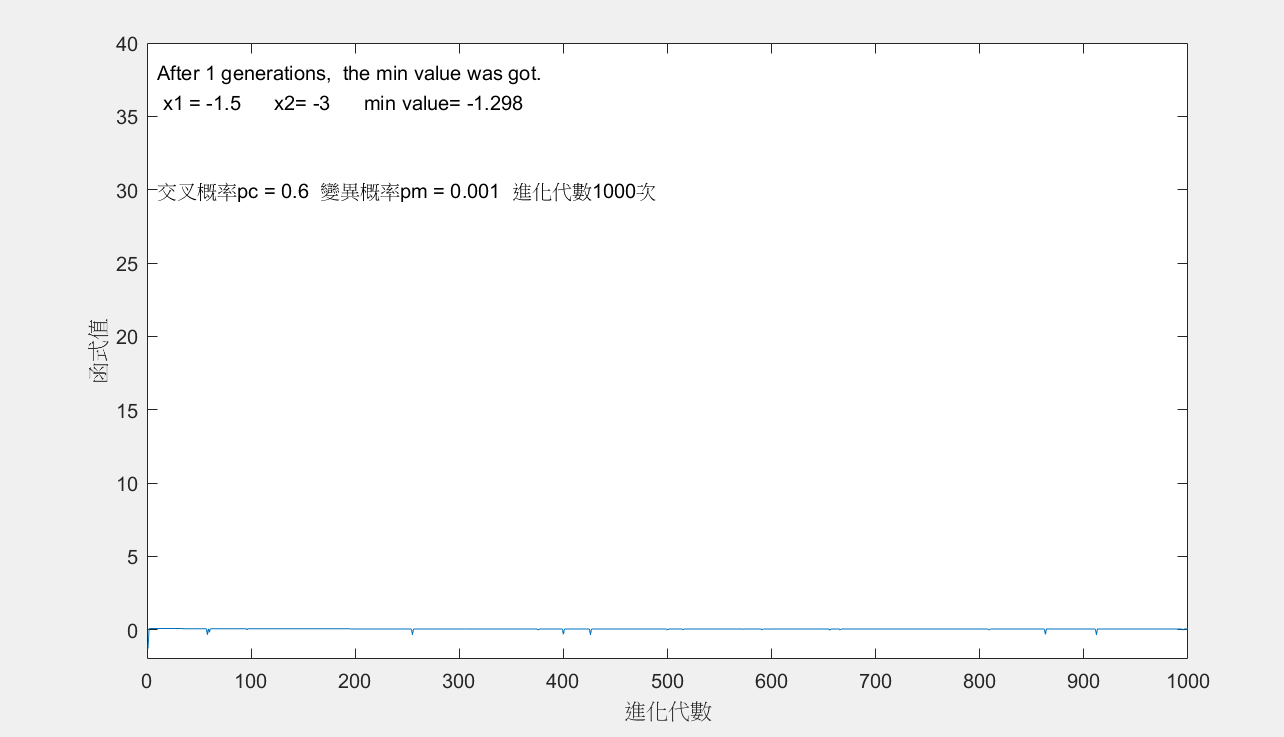 40
After 1 generations,  the min value was got.
x1 = -1.5 x2= -3 min value= -1.298
35
30
交叉概率pc = 0.6 變異概率pm = 0.001 進化代數1000次
25
20
函式值
15
10
5
0
0 100 200 300 400 500 600 700 800 900 1000
進化代數